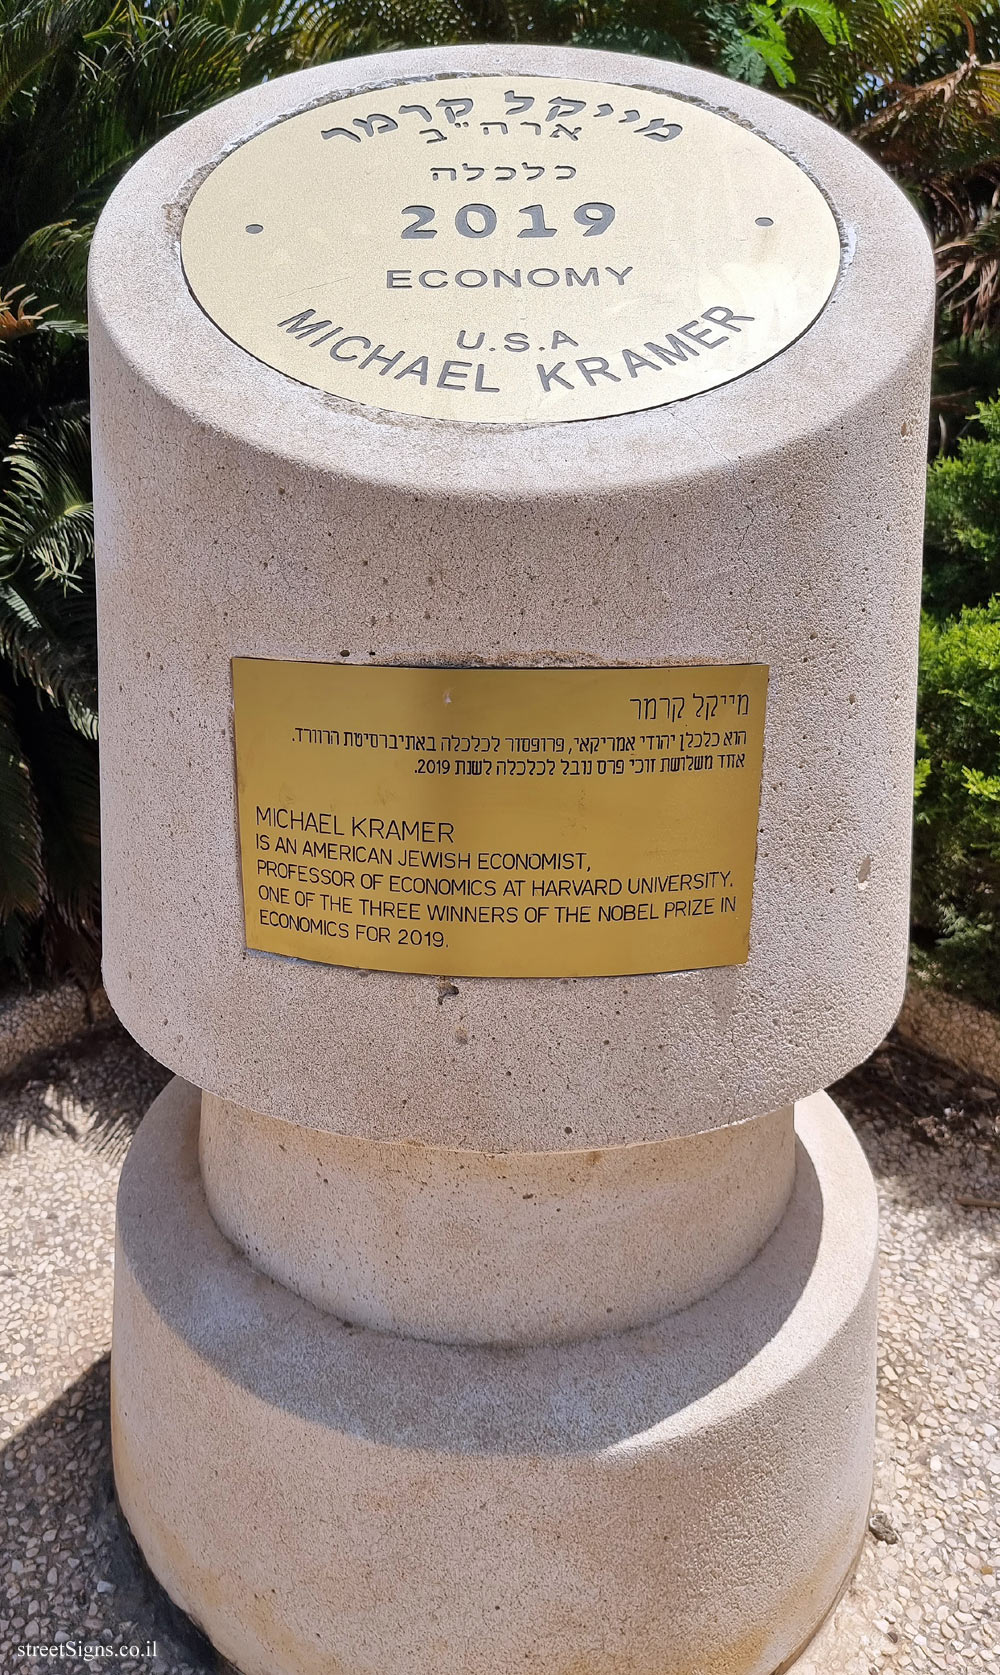 מייקל קרמר
ארה"ב
כלכלה
2019
ECONOMY
U.S.A
MICHAEL KRAMER
מייקל קרמר
הוא כלכלן יהודי אמריקאי, פרופסור לכלכלה באוניברסיטת הרוורד.
אחד משלושת זוכי פרס נובל לכלכלה לשנת 2019.
MICHAEL KRAMER
IS AN AMERICAN JEWISH ECONOMIST,
PROFESSOR OF ECONOMICS AT HARVARD UNIVERSITY.
ONE OF THE THREE WINNERS OF THE NOBEL PRIZE IN
ECONOMICS FOR 2019.
streetSigns.co.il